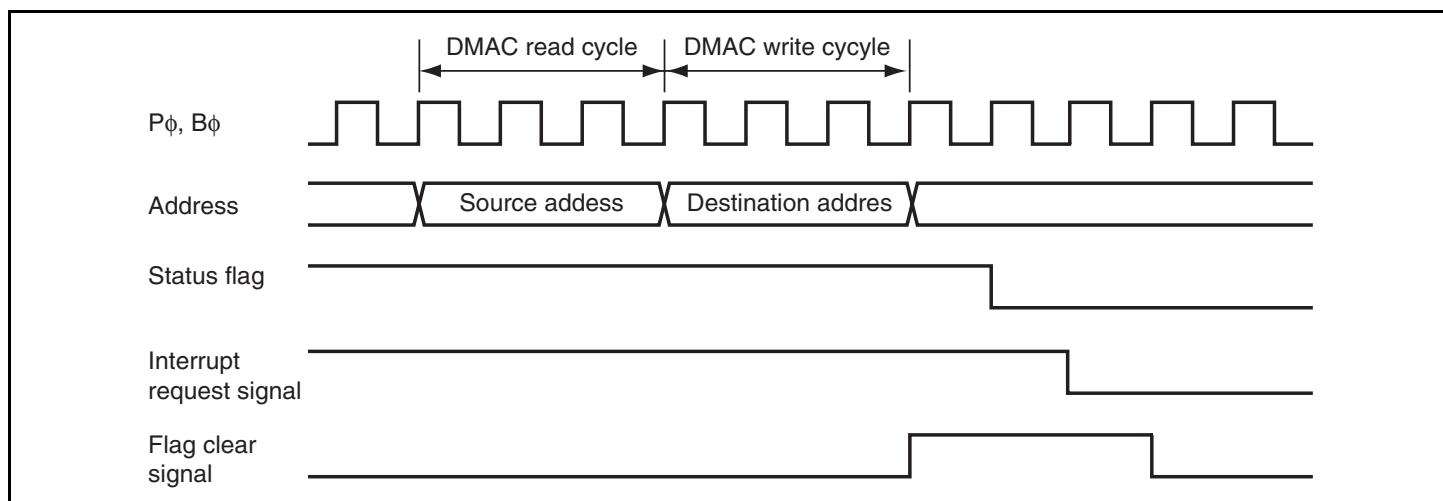 DMAC read cycle DMAC write cycyle
Pϕ, Bϕ
Address Source addess Destination addres
Status flag
Interrupt
request signal
Flag clear
signal